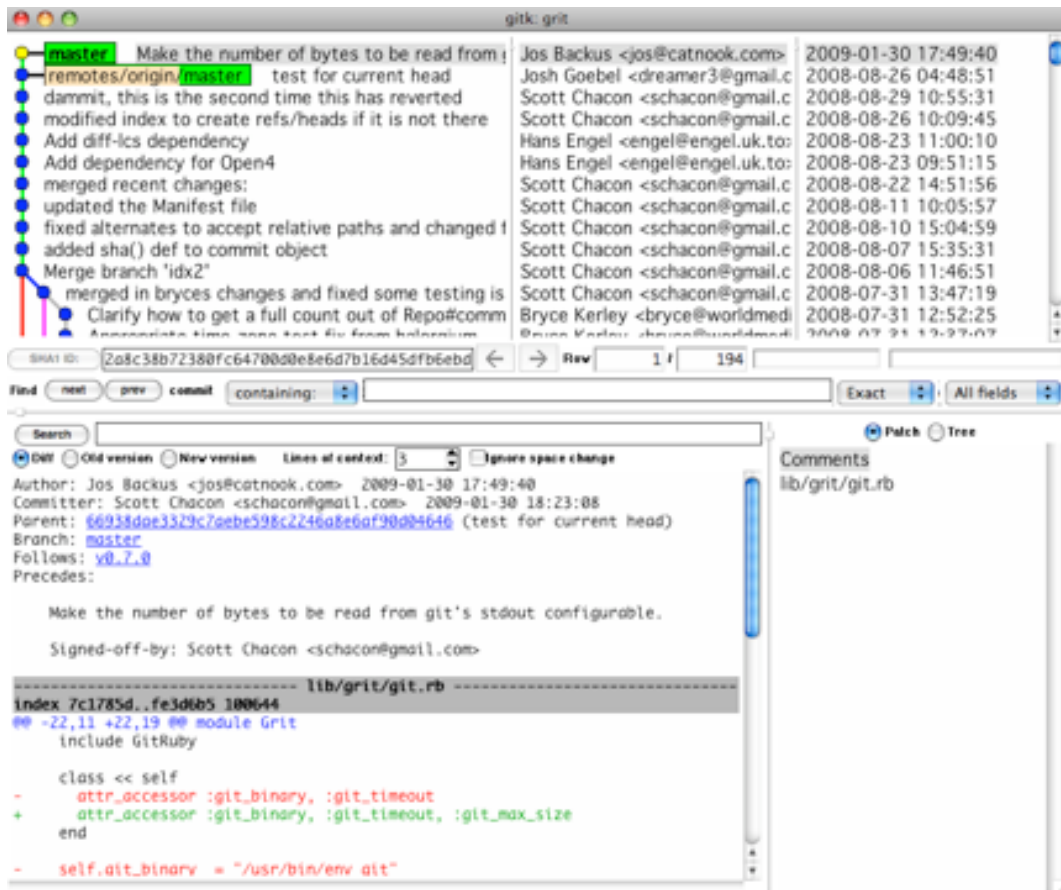 gitk: grit
master Make the number of bytes to be read from g Jos Backus <jos@catnook.com> 2009-01-30 17:49:40
remotes/origin/master test for current head Josh Goebel <dreamer3@gmail.c 2008-08-26 04:48:51
dammit, this is the second time this has reverted Scott Chacon <schacon@gmail.c 2008-08-29 10:55:31
modified index to create refs/heads if it is not there Scott Chacon <schacon@gmail.c 2008-08-26 10:09:45
Add diff-lcs dependency Hans Engel <engel@engel.uk.to> 2008-08-23 11:00:10
Add dependency for Open4 Hans Engel <engel@engel.uk.to> 2008-08-23 09:51:15
merged recent changes: Scott Chacon <schacon@gmail.c 2008-08-22 14:51:56
updated the Manifest file Scott Chacon <schacon@gmail.c 2008-08-11 10:05:57
fixed alternates to accept relative paths and changed f Scott Chacon <schacon@gmail.c 2008-08-10 15:04:59
added sha() def to commit object Scott Chacon <schacon@gmail.c 2008-08-07 15:35:31
Merge branch 'idx2' Scott Chacon <schacon@gmail.c 2008-08-06 11:46:51
merged in bryces changes and fixed some testing is Scott Chacon <schacon@gmail.c 2008-07-31 13:47:19
Clarify how to get a full count out of Repo#comm Bryce Kerley <bryce@worldmedi 2008-07-31 12:52:25
Appropriate time-zone test fix from halorgium Bryce Kerley <bryce@worldmedi 2008-07-31 12:37:07
SHA1 ID: 2a8c38b72380fc64700d0e8e6d7b16d45dfb6ebd ← → Row 1 / 194
Find next prev commit containing: Exact All fields
Search Patch Tree
Diff Old version New version Lines of context: 3 Ignore space change Comments
lib/grit/git.rb
Author: Jos Backus <jos@catnook.com> 2009-01-30 17:49:40
Committer: Scott Chacon <schacon@gmail.com> 2009-01-30 18:23:08
Parent: 66938dae3329c7aebe598c2246a8e6af90d04646 (test for current head)
Branch: master
Follows: v0.7.0
Precedes:
Make the number of bytes to be read from git's stdout configurable.
Signed-off-by: Scott Chacon <schacon@gmail.com>
-------------------------------- lib/grit/git.rb --------------------------------
index 7c1785d..fe3d6b5 100644
@@ -22,11 +22,19 @@ module Grit
include GitRuby
class << self
- attr_accessor :git_binary, :git_timeout
+ attr_accessor :git_binary, :git_timeout, :git_max_size
end
- self.git_binary = "/usr/bin/env git"